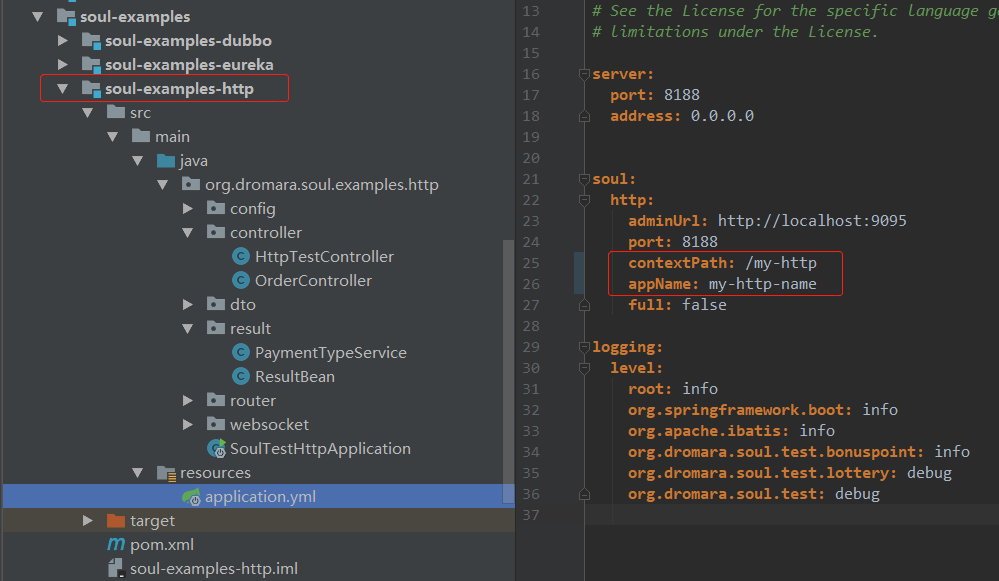 soul-examples
soul-examples-dubbo
soul-examples-eureka
soul-examples-http
src
main
java
org.dromara.soul.examples.http
config
controller
HttpTestController
OrderController
dto
result
PaymentTypeService
ResultBean
router
websocket
SoulTestHttpApplication
resources
application.yml
target
pom.xml
soul-examples-http.iml
13 # See the License for the specific language
14 # limitations under the License.
15
16 server:
17 port: 8188
18 address: 0.0.0.0
19
20
21 soul:
22 http:
23 adminUrl: http://localhost:9095
24 port: 8188
25 contextPath: /my-http
26 appName: my-http-name
27 full: false
28
29 logging:
30 level:
31 root: info
32 org.springframework.boot: info
33 org.apache.ibatis: info
34 org.dromara.soul.test.bonuspoint: info
35 org.dromara.soul.test.lottery: debug
36 org.dromara.soul.test: debug
37